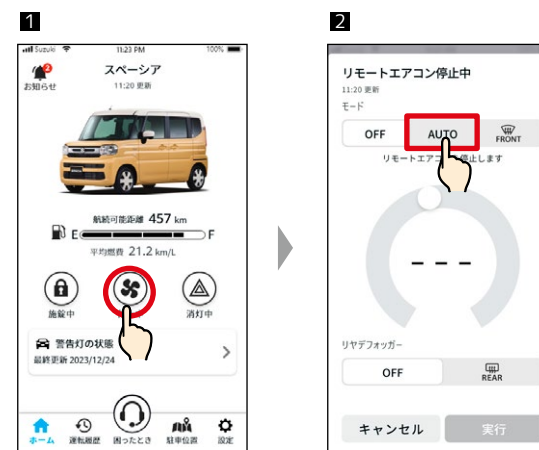 1
Suzuki 11:23 PM 100%
2
お知らせ
スペーシア
11:20 更新
航続可能距離 457 km
E F
平均燃費 21.2 km/L
施錠中
消灯中
警告灯の状態
最終更新 2023/12/24
ホーム 運転履歴 困ったとき 駐車位置 設定
2
リモートエアコン停止中
11:20 更新
モード
OFF AUTO FRONT
リモートエアコ 停止します
---
リヤデフォッガー
OFF REAR
キャンセル 実行